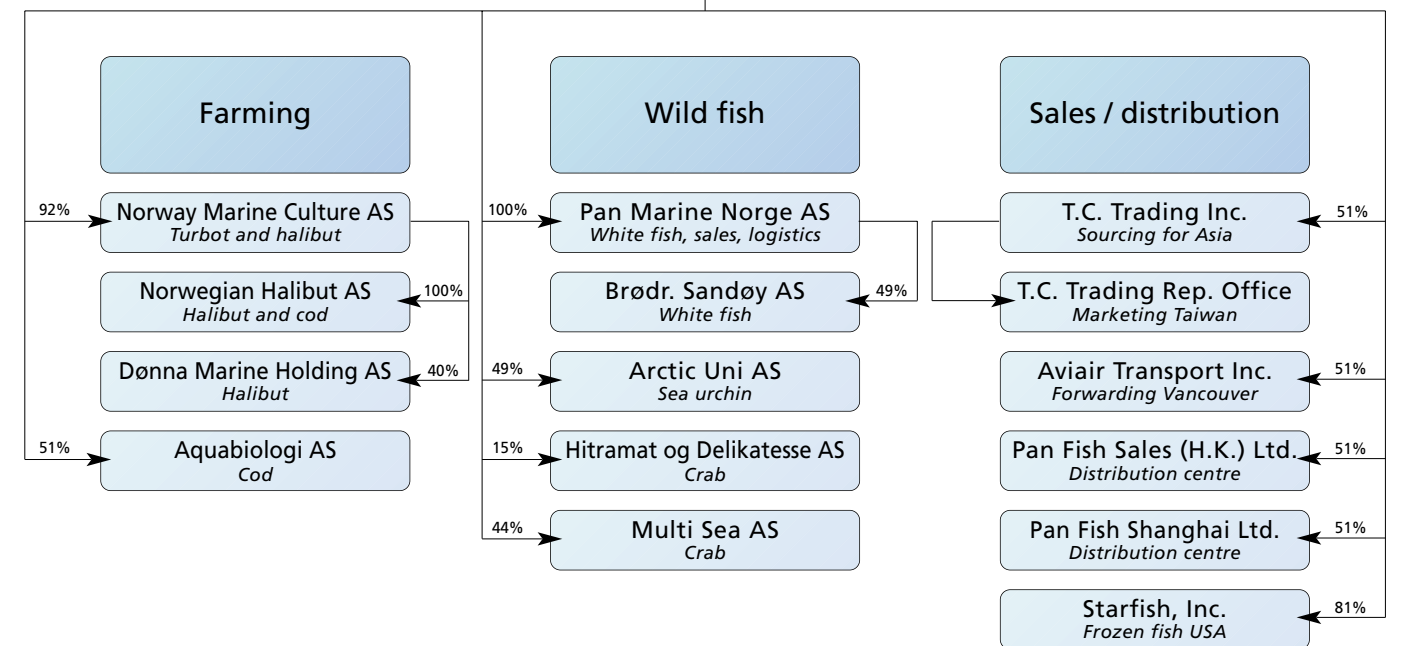 Farming
92%
Norway Marine Culture AS
Turbot and halibut
Norwegian Halibut AS
Halibut and cod
100%
Dønna Marine Holding AS
Halibut
40%
51%
Aquabiologi AS
Cod
Wild fish
100%
Pan Marine Norge AS
White fish, sales, logistics
Brødr. Sandøy AS
White fish
49%
49%
Arctic Uni AS
Sea urchin
15%
Hitramat og Delikatesse AS
Crab
44%
Multi Sea AS
Crab
Sales / distribution
T.C. Trading Inc.
Sourcing for Asia
51%
T.C. Trading Rep. Office
Marketing Taiwan
Aviair Transport Inc.
Forwarding Vancouver
51%
Pan Fish Sales (H.K.) Ltd.
Distribution centre
51%
Pan Fish Shanghai Ltd.
Distribution centre
51%
Starfish, Inc.
Frozen fish USA
81%